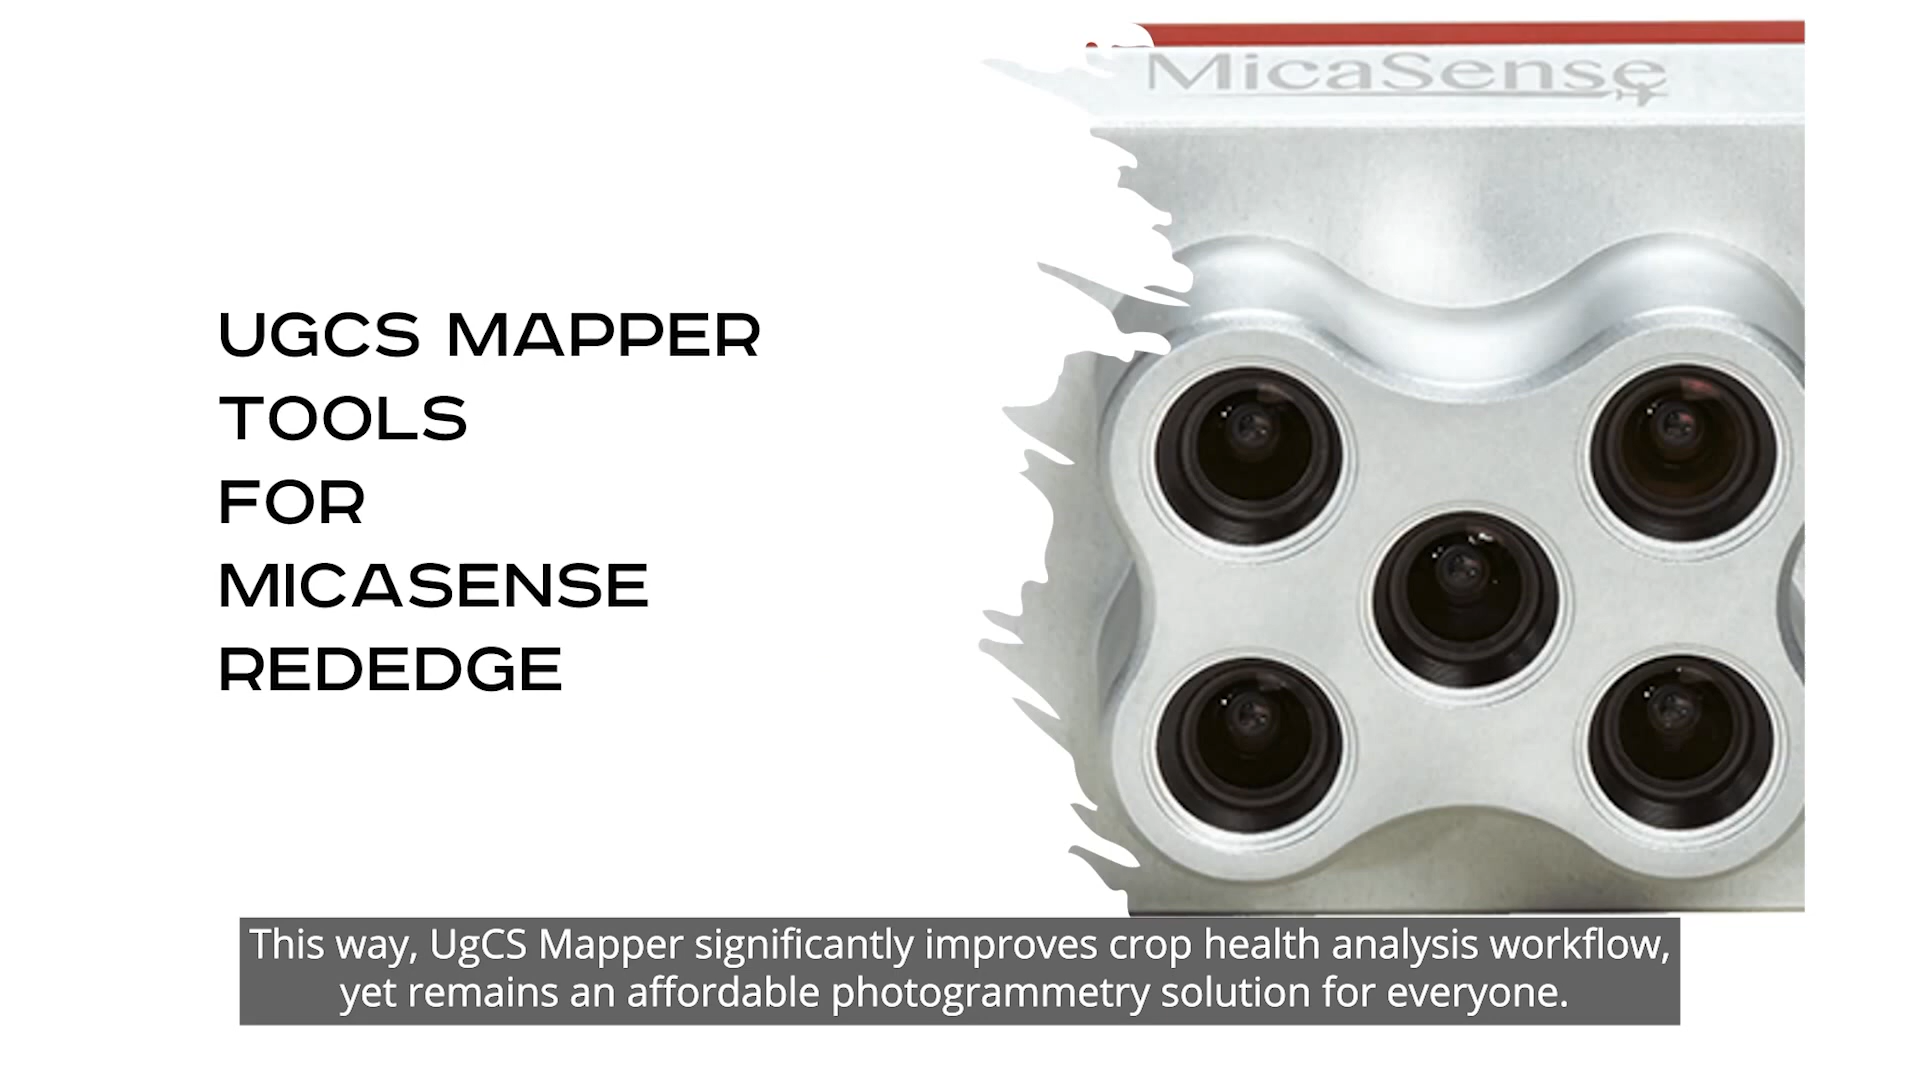 MicaSense
UGCS MAPPER
TOOLS
FOR
MICASENSE
REDEDGE
This way, UgCS Mapper significantly improves crop health analysis workflow,
yet remains an affordable photogrammetry solution for everyone.